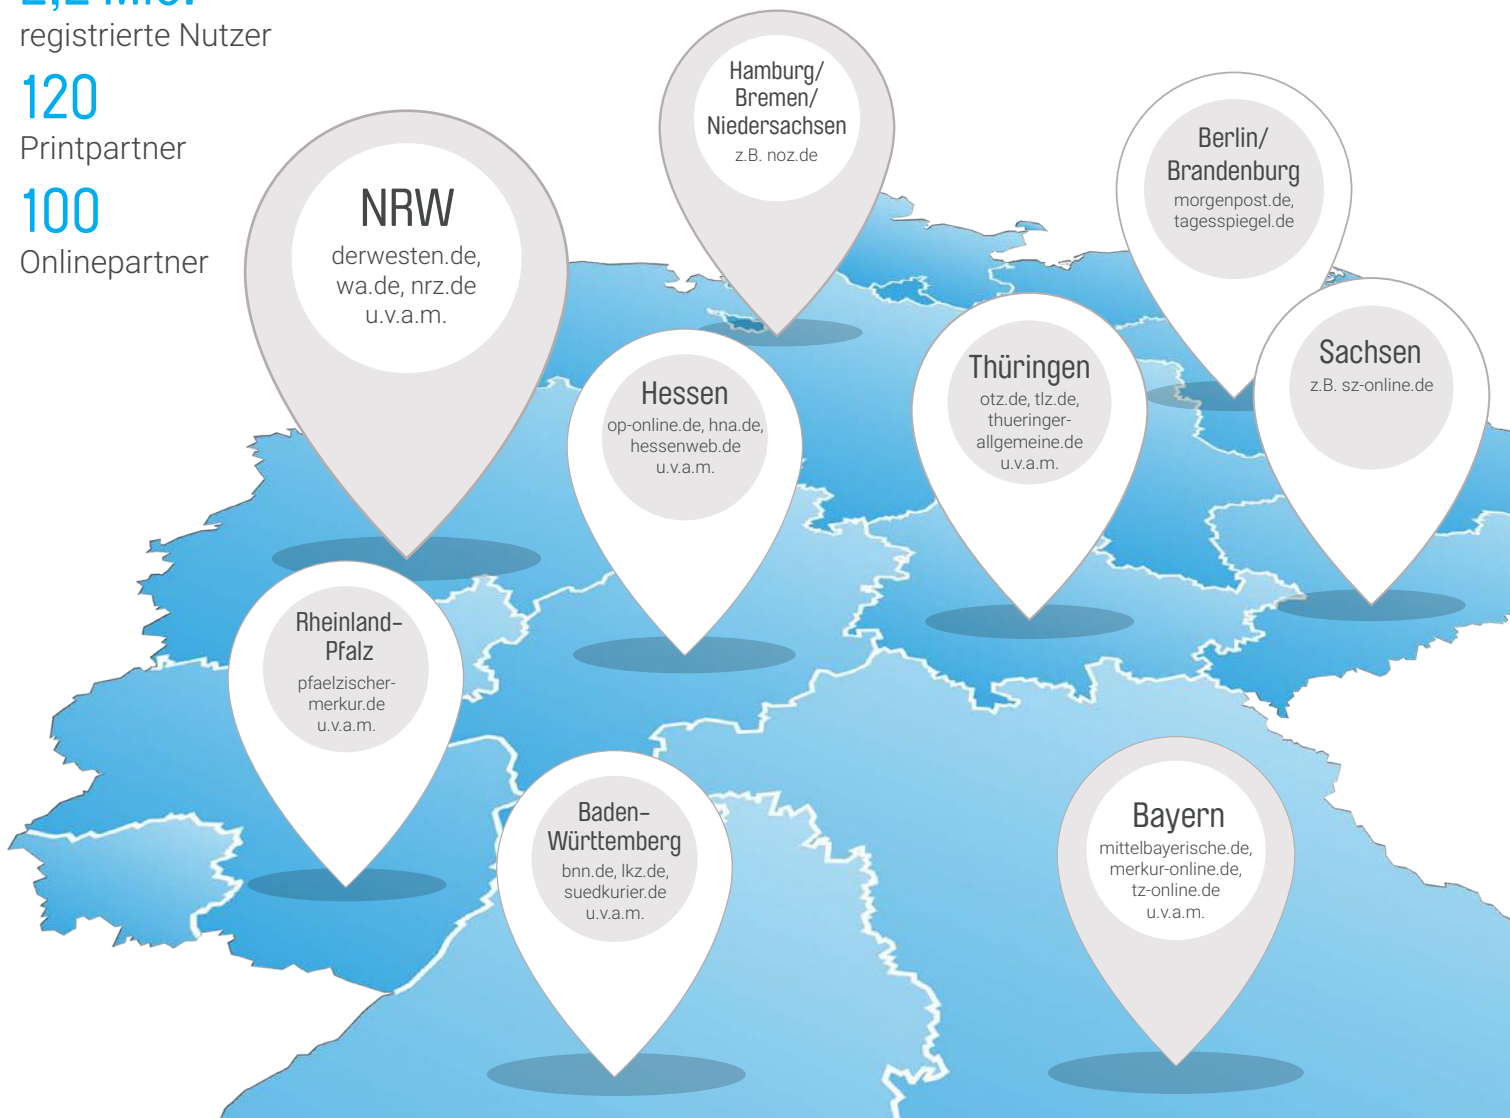 registrierte Nutzer
120
Printpartner
100
Onlinepartner
NRW
derwesten.de,
wa.de, nrz.de
u.v.a.m.
Hamburg/
Bremen/
Niedersachsen
z.B. noz.de
Berlin/
Brandenburg
morgenpost.de,
tagesspiegel.de
Hessen
op-online.de, hna.de,
hessenweb.de
u.v.a.m.
Thüringen
otz.de, tlz.de,
thueringer-
allgemeine.de
u.v.a.m.
Sachsen
z.B. sz-online.de
Rheinland-
Pfalz
pfaelzischer-
merkur.de
u.v.a.m.
Baden-
Württemberg
bnn.de, lkz.de,
suedkurier.de
u.v.a.m.
Bayern
mittelbayerische.de,
merkur-online.de,
tz-online.de
u.v.a.m.